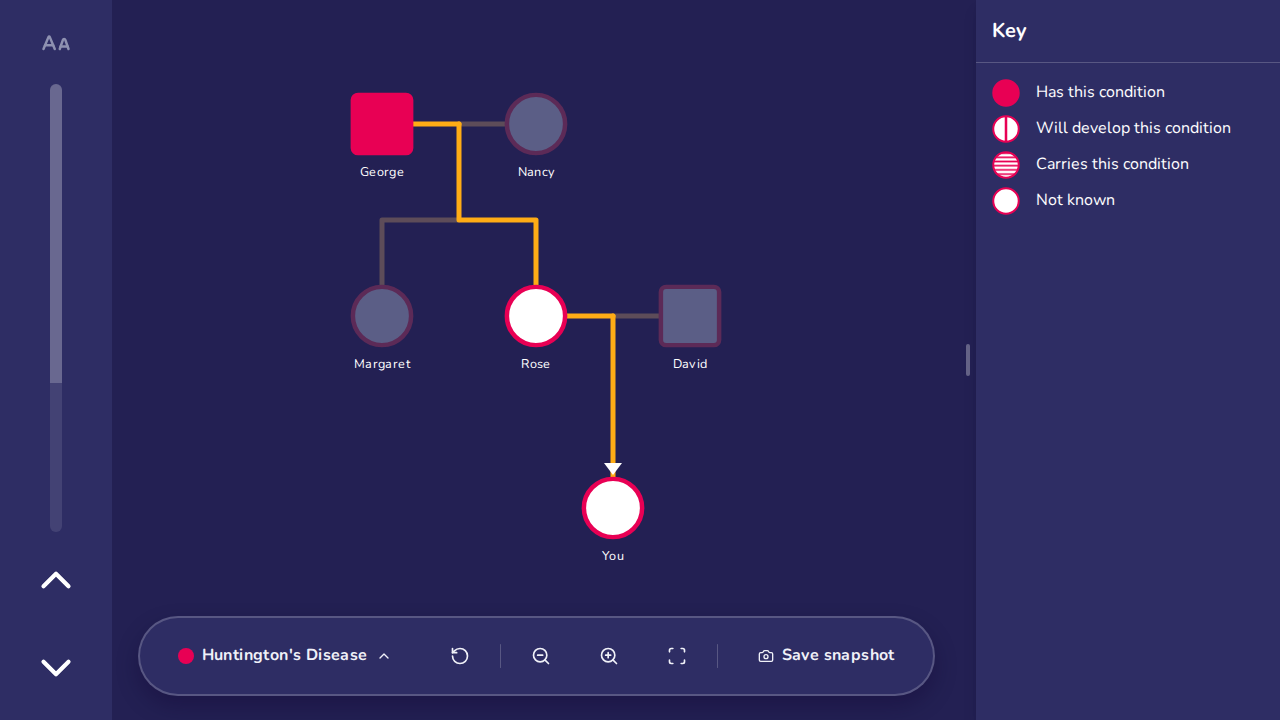 AA
Key
Has this condition
Will develop this condition
Carries this condition
Not known
George
Nancy
Margaret
Rose
David
You
Huntington's Disease
Save snapshot